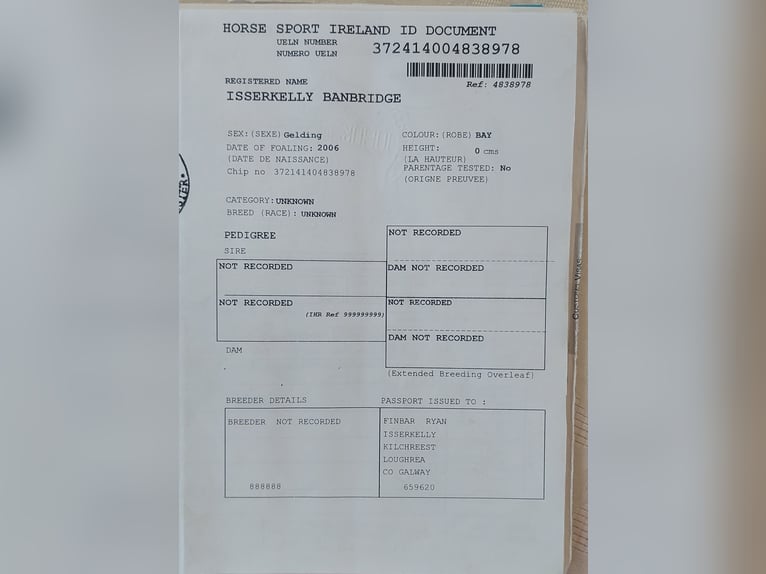 HORSE SPORT IRELAND ID DOCUMENT
UELN NUMBER
NUMERO UELN
372414004838978
Ref: 4838978
REGISTERED NAME
ISSERKELLY BANBRIDGE
SEX: (SEXE) Gelding
COLOUR: (ROBE) BAY
DATE OF FOALING: 2006
(DATE DE NAISSANCE)
HEIGHT: 0 cms
(LA HAUTEUR)
Chip no 372141404838978
PARENTAGE TESTED: No
(ORIGNE PREUVEE)
CATEGORY: UNKNOWN
BREED (RACE): UNKNOWN
PEDIGREE
SIRE
NOT RECORDED
NOT RECORDED
DAM NOT RECORDED
NOT RECORDED
(IHR Ref 999999999)
NOT RECORDED
DAM NOT RECORDED
DAM
(Extended Breeding Overleaf)
BREEDER DETAILS
BREEDER NOT RECORDED
888888
PASSPORT ISSUED TO :
FINBAR RYAN
ISSERKELLY
KILCHREEST
LOUGHREA
CO GALWAY
659620